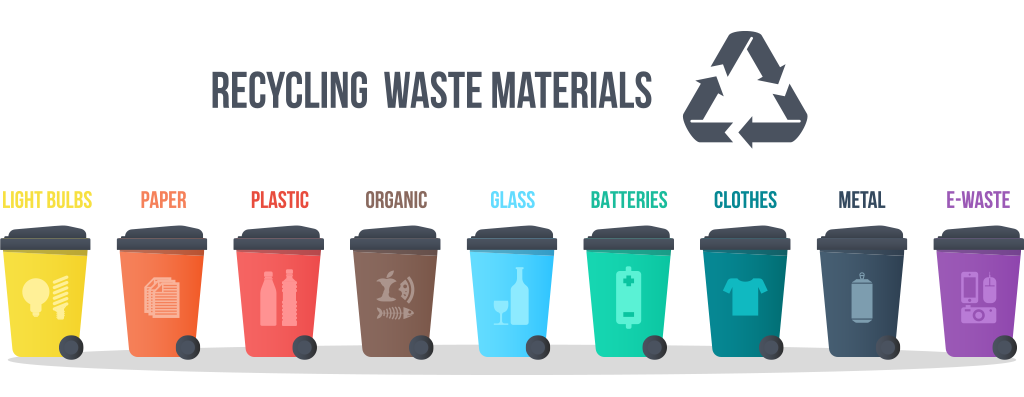 RECYCLING WASTE MATERIALS
LIGHT BULBS PAPER PLASTIC ORGANIC GLASS BATTERIES CLOTHES METAL E-WASTE